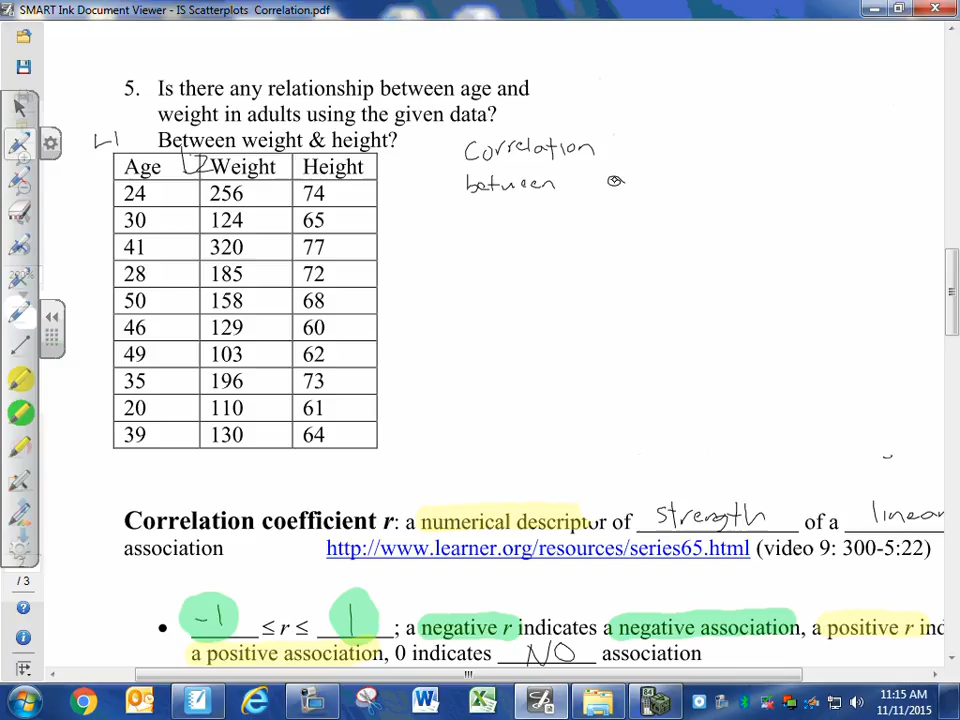 SMART Ink Document Viewer - IS Scatterplots Correlation.pdf
5. Is there any relationship between age and
weight in adults using the given data?
Between weight & height?
L1
L2
Age Weight Height
24 256 74
30 124 65
41 320 77
28 185 72
50 158 68
46 129 60
49 103 62
35 196 73
20 110 61
39 130 64
Correlation
between
Correlation coefficient r: a numerical descriptor of strength of a linear
association http://www.learner.org/resources/series65.html (video 9: 300-5:22)
• -1 ≤ r ≤ 1; a negative r indicates a negative association, a positive r ind
a positive association, 0 indicates NO association
/ 3
11:15 AM
11/11/2015